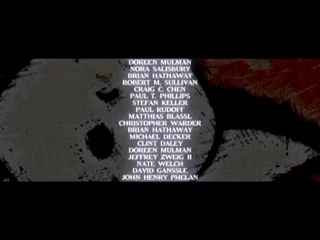 DOREEN MULMAN
NORA SALISBURY
BRIAN HATHAWAY
ROBERT M. SULLIVAN
CRAIG C. CHEN
PAUL T. PHILLIPS
STEFAN KELLER
PAUL RUDOFF
MATTHIAS BLASSL
CHRISTOPHER WARDER
BRIAN HATHAWAY
MICHAEL DECKER
CLINT DALEY
DOREEN MULMAN
JEFFREY ZWEIG II
NATE WELCH
DAVID GANSSLE
JOHN HENRY PHELAN